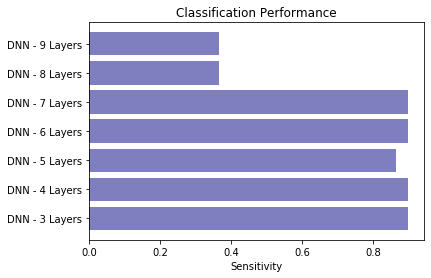 Classification Performance
DNN - 9 Layers
DNN - 8 Layers
DNN - 7 Layers
DNN - 6 Layers
DNN - 5 Layers
DNN - 4 Layers
DNN - 3 Layers
0.0 0.2 0.4 0.6 0.8
Sensitivity